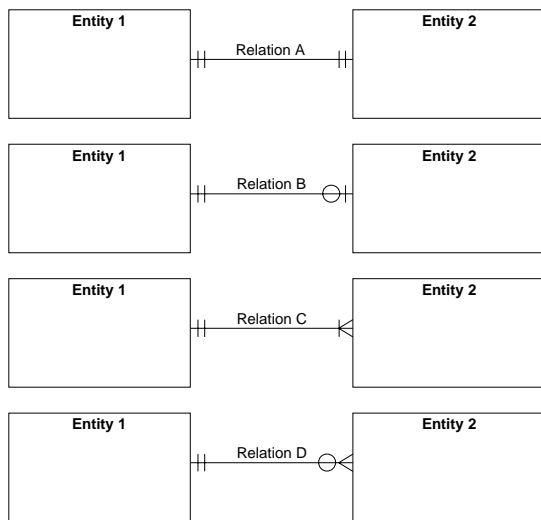 Entity 1
Relation A
Entity 2
Entity 1
Relation B
Entity 2
Entity 1
Relation C
Entity 2
Entity 1
Relation D
Entity 2